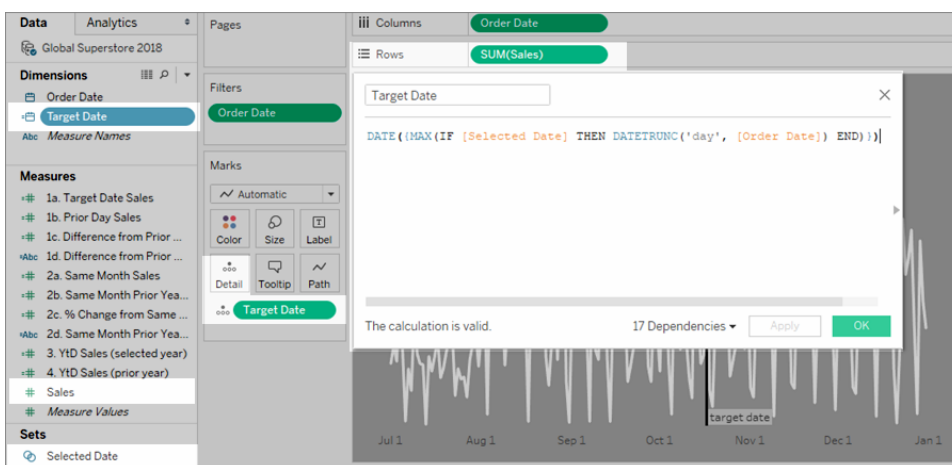 Data
Analytics
Global Superstore 2018
Dimensions
Order Date
Target Date
Abc Measure Names
Measures
1a. Target Date Sales
1b. Prior Day Sales
1c. Difference from Prior ...
Abc 1d. Difference from Prior ...
2a. Same Month Sales
2b. Same Month Prior Yea...
2c. % Change from Same ...
Abc 2d. Same Month Prior Yea...
3. YtD Sales (selected year)
4. YtD Sales (prior year)
Sales
Measure Values
Sets
Selected Date
Pages
Filters
Order Date
Marks
Automatic
Color Size Label
Detail Tooltip Path
Target Date
iii Columns Order Date
Rows SUM(Sales)
Target Date
DATE({MAX(IF [Selected Date] THEN DATETRUNC('day', [Order Date]) END)})
The calculation is valid. 17 Dependencies Apply OK
target date
Jul 1 Aug 1 Sep 1 Oct 1 Nov 1 Dec 1 Jan 1